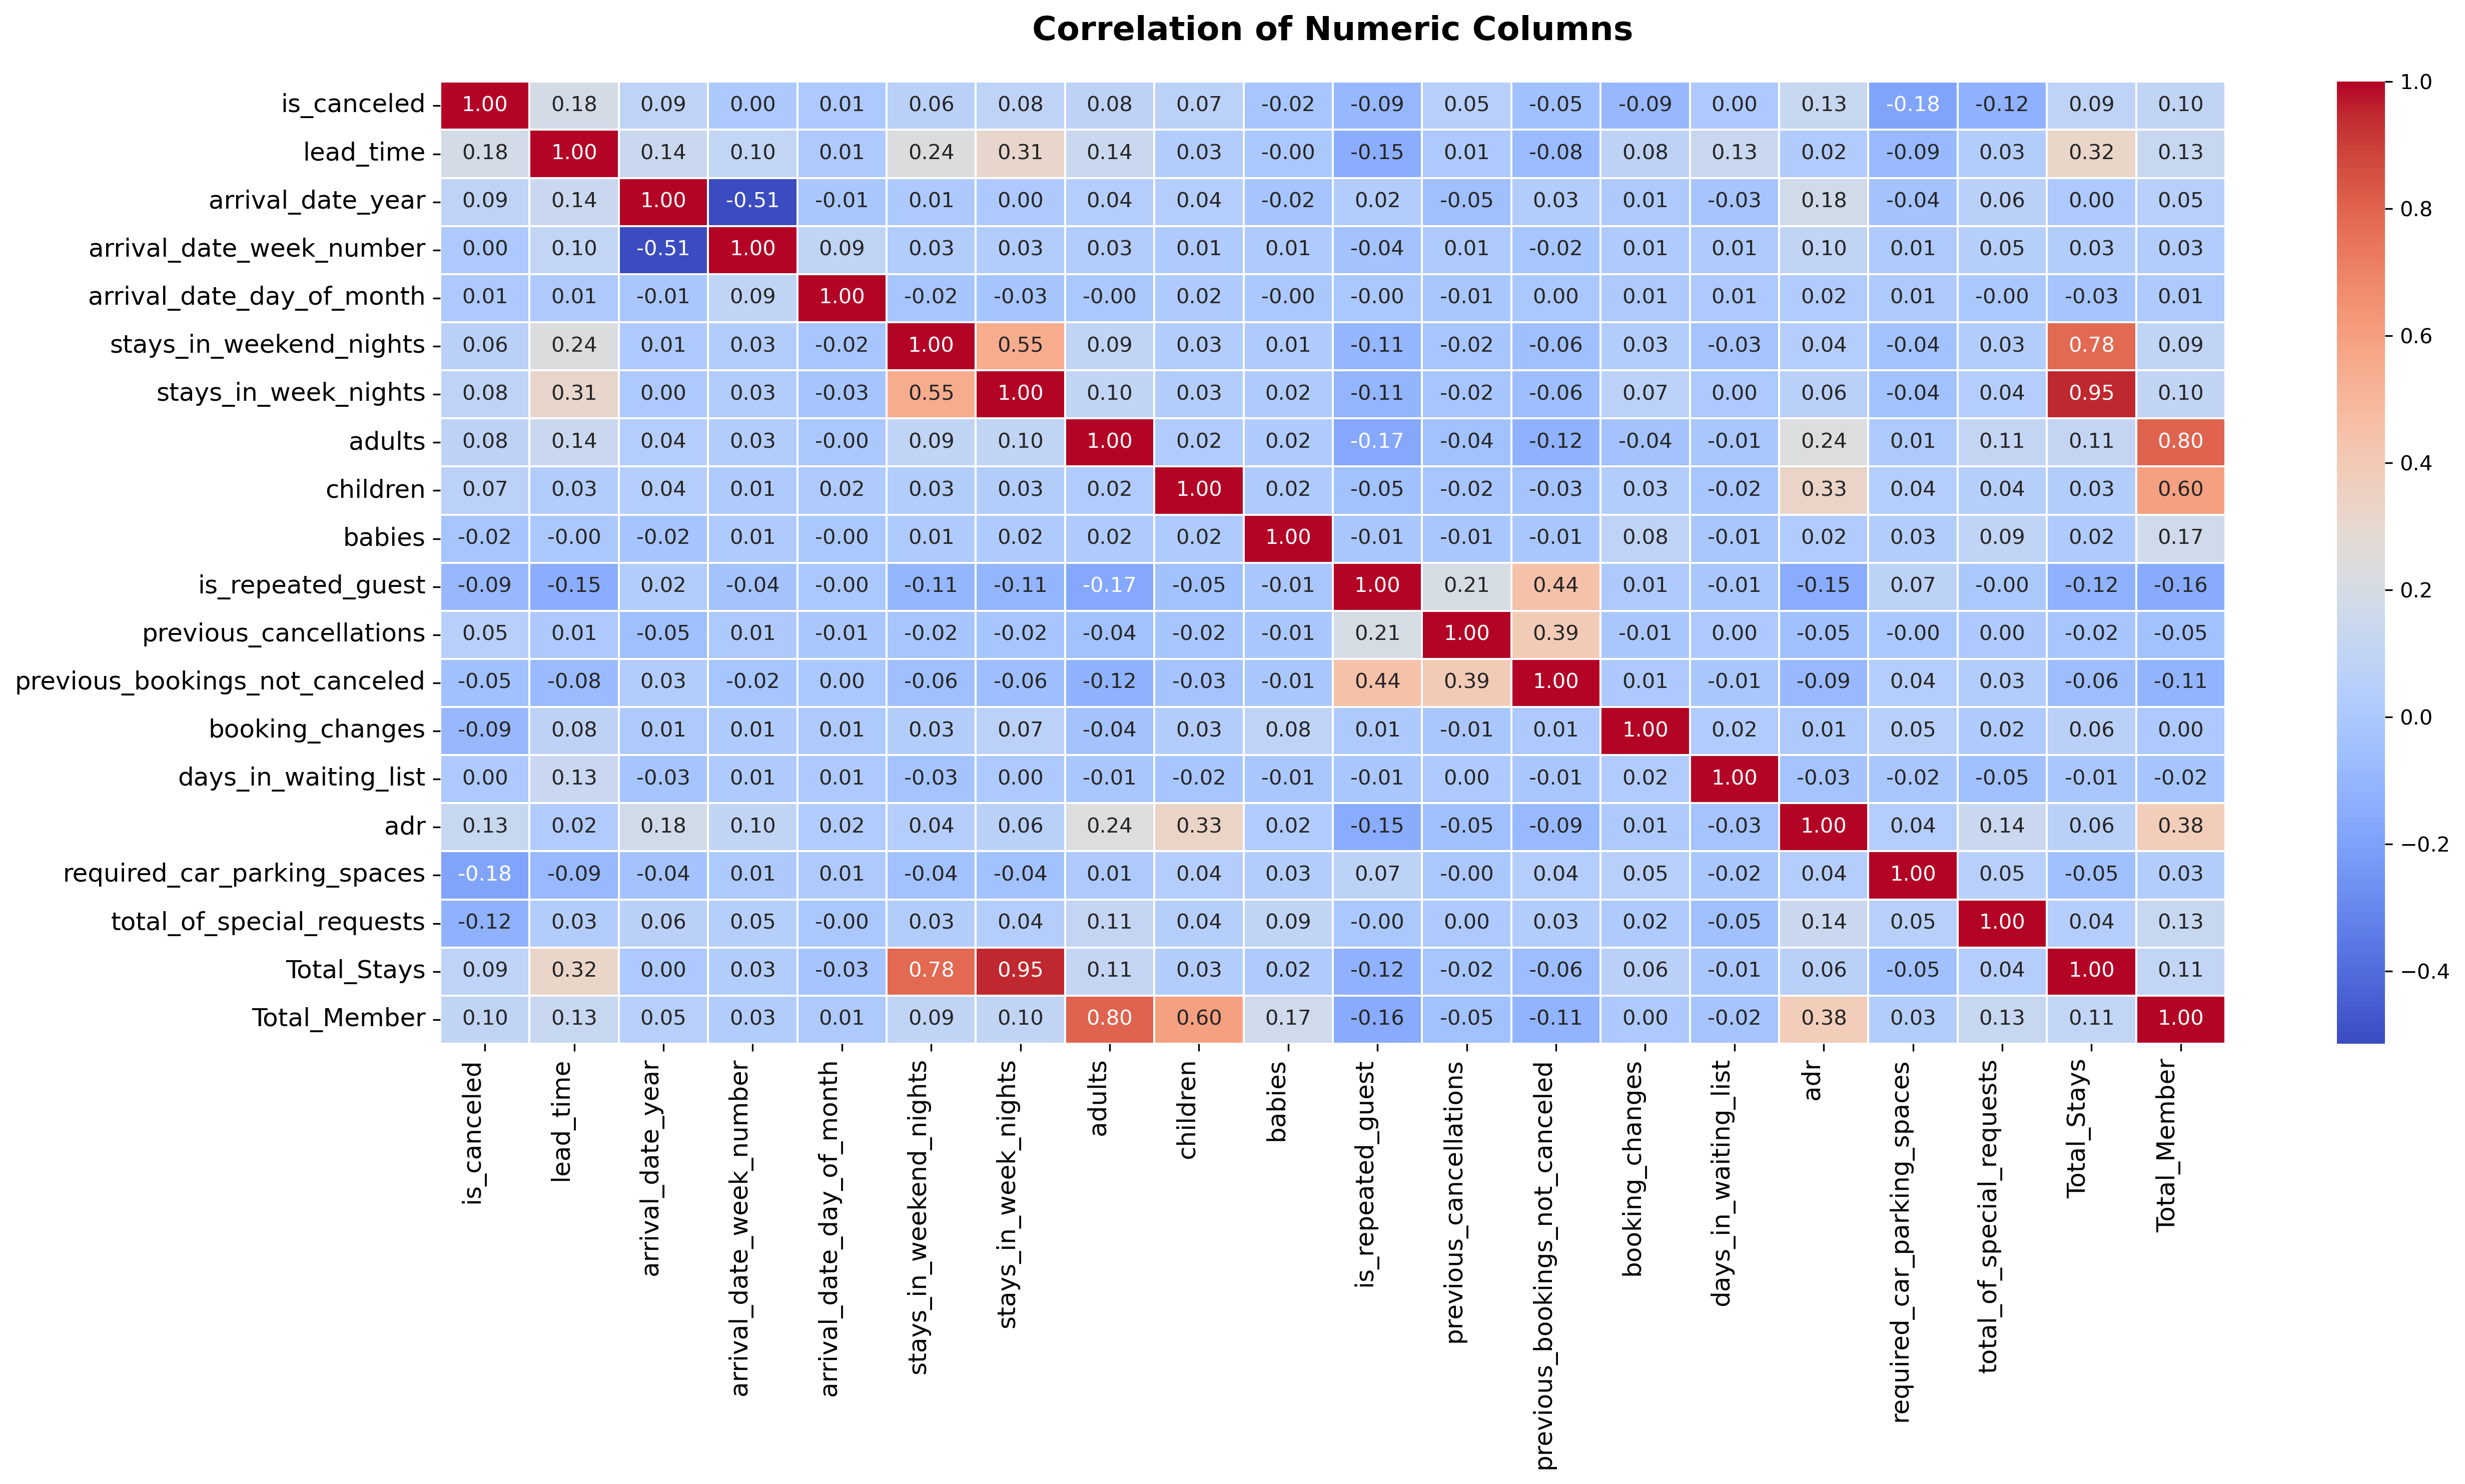 Correlation of Numeric Columns
is_canceled 1.00 0.18 0.09 0.00 0.01 0.06 0.08 0.08 0.07 -0.02 -0.09 0.05 -0.05 -0.09 0.00 0.13 -0.18 -0.12 0.09 0.10
lead_time 0.18 1.00 0.14 0.10 0.01 0.24 0.31 0.14 0.03 -0.00 -0.15 0.01 -0.08 0.08 0.13 0.02 -0.09 0.03 0.32 0.13
arrival_date_year 0.09 0.14 1.00 -0.51 -0.01 0.01 0.00 0.04 0.04 -0.02 0.02 -0.05 0.03 0.01 -0.03 0.18 -0.04 0.06 0.00 0.05
arrival_date_week_number 0.00 0.10 -0.51 1.00 0.09 0.03 0.03 0.03 0.01 0.01 -0.04 0.01 -0.02 0.01 0.01 0.10 0.01 0.05 0.03 0.03
arrival_date_day_of_month 0.01 0.01 -0.01 0.09 1.00 -0.02 -0.03 -0.00 0.02 -0.00 -0.00 -0.01 0.00 0.01 0.01 0.02 0.01 -0.00 -0.03 0.01
stays_in_weekend_nights 0.06 0.24 0.01 0.03 -0.02 1.00 0.55 0.09 0.03 0.01 -0.11 -0.02 -0.06 0.03 -0.03 0.04 -0.04 0.03 0.78 0.09
stays_in_week_nights 0.08 0.31 0.00 0.03 -0.03 0.55 1.00 0.10 0.03 0.02 -0.11 -0.02 -0.06 0.07 0.00 0.06 -0.04 0.04 0.95 0.10
adults 0.08 0.14 0.04 0.03 -0.00 0.09 0.10 1.00 0.02 0.02 -0.17 -0.04 -0.12 -0.04 -0.01 0.24 0.01 0.11 0.11 0.80
children 0.07 0.03 0.04 0.01 0.02 0.03 0.03 0.02 1.00 0.02 -0.05 -0.02 -0.03 0.03 -0.02 0.33 0.04 0.04 0.03 0.60
babies -0.02 -0.00 -0.02 0.01 -0.00 0.01 0.02 0.02 0.02 1.00 -0.01 -0.01 -0.01 0.08 -0.01 0.02 0.03 0.09 0.02 0.17
is_repeated_guest -0.09 -0.15 0.02 -0.04 -0.00 -0.11 -0.11 -0.17 -0.05 -0.01 1.00 0.21 0.44 0.01 -0.01 -0.15 0.07 -0.00 -0.12 -0.16
previous_cancellations 0.05 0.01 -0.05 0.01 -0.01 -0.02 -0.02 -0.04 -0.02 -0.01 0.21 1.00 0.39 -0.01 0.00 -0.05 -0.00 0.00 -0.02 -0.05
previous_bookings_not_canceled -0.05 -0.08 0.03 -0.02 0.00 -0.06 -0.06 -0.12 -0.03 -0.01 0.44 0.39 1.00 0.01 -0.01 -0.09 0.04 0.03 -0.06 -0.11
booking_changes -0.09 0.08 0.01 0.01 0.01 0.03 0.07 -0.04 0.03 0.08 0.01 -0.01 0.01 1.00 0.02 0.01 0.05 0.02 0.06 0.00
days_in_waiting_list 0.00 0.13 -0.03 0.01 0.01 -0.03 0.00 -0.01 -0.02 -0.01 -0.01 0.00 -0.01 0.02 1.00 -0.03 -0.02 -0.05 -0.01 -0.02
adr 0.13 0.02 0.18 0.10 0.02 0.04 0.06 0.24 0.33 0.02 -0.15 -0.05 -0.09 0.01 -0.03 1.00 0.04 0.14 0.06 0.38
required_car_parking_spaces -0.18 -0.09 -0.04 0.01 0.01 -0.04 -0.04 0.01 0.04 0.03 0.07 -0.00 0.04 0.05 -0.02 0.04 1.00 0.05 -0.05 0.03
total_of_special_requests -0.12 0.03 0.06 0.05 -0.00 0.03 0.04 0.11 0.04 0.09 -0.00 0.00 0.03 0.02 -0.05 0.14 0.05 1.00 0.04 0.13
Total_Stays 0.09 0.32 0.00 0.03 -0.03 0.78 0.95 0.11 0.03 0.02 -0.12 -0.02 -0.06 0.06 -0.01 0.06 -0.05 0.04 1.00 0.11
Total_Member 0.10 0.13 0.05 0.03 0.01 0.09 0.10 0.80 0.60 0.17 -0.16 -0.05 -0.11 0.00 -0.02 0.38 0.03 0.13 0.11 1.00
is_canceled
lead_time
arrival_date_year
arrival_date_week_number
arrival_date_day_of_month
stays_in_weekend_nights
stays_in_week_nights
adults
children
babies
is_repeated_guest
previous_cancellations
previous_bookings_not_canceled
booking_changes
days_in_waiting_list
adr
required_car_parking_spaces
total_of_special_requests
Total_Stays
Total_Member
1.0
0.8
0.6
0.4
0.2
0.0
−0.2
−0.4